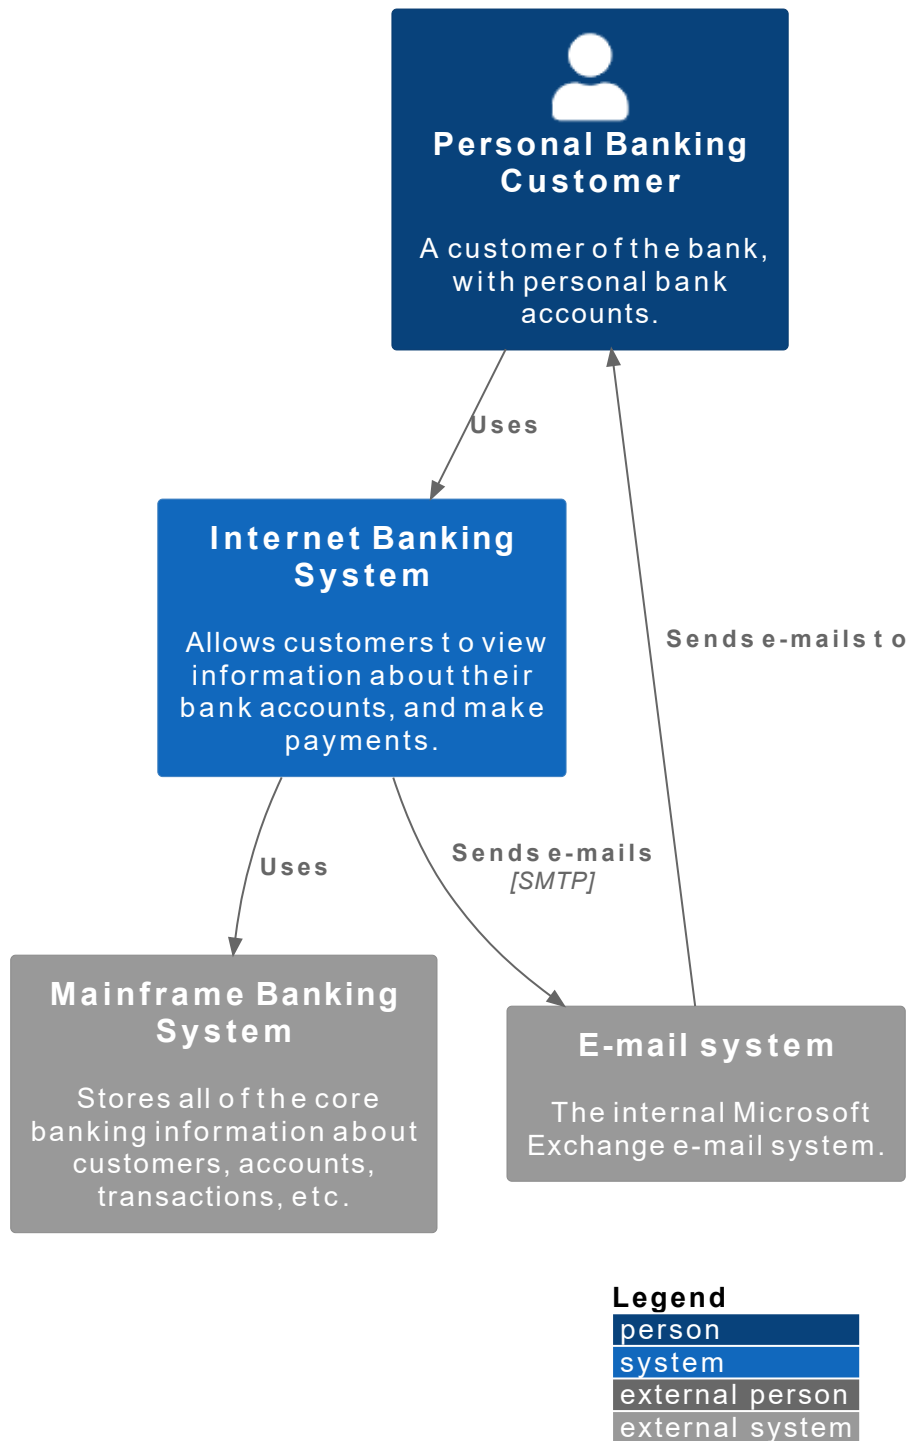 Personal Banking
Customer
A customer of the bank,
with personal bank
accounts.
Uses
Internet Banking
System
Allows customers to view
information about their
bank accounts, and make
payments.
Sends e-mails to
Uses
Sends e-mails
[SMTP]
Mainframe Banking
System
Stores all of the core
banking information about
customers, accounts,
transactions, etc.
E-mail system
The internal Microsoft
Exchange e-mail system.
Legend
person
system
external person
external system